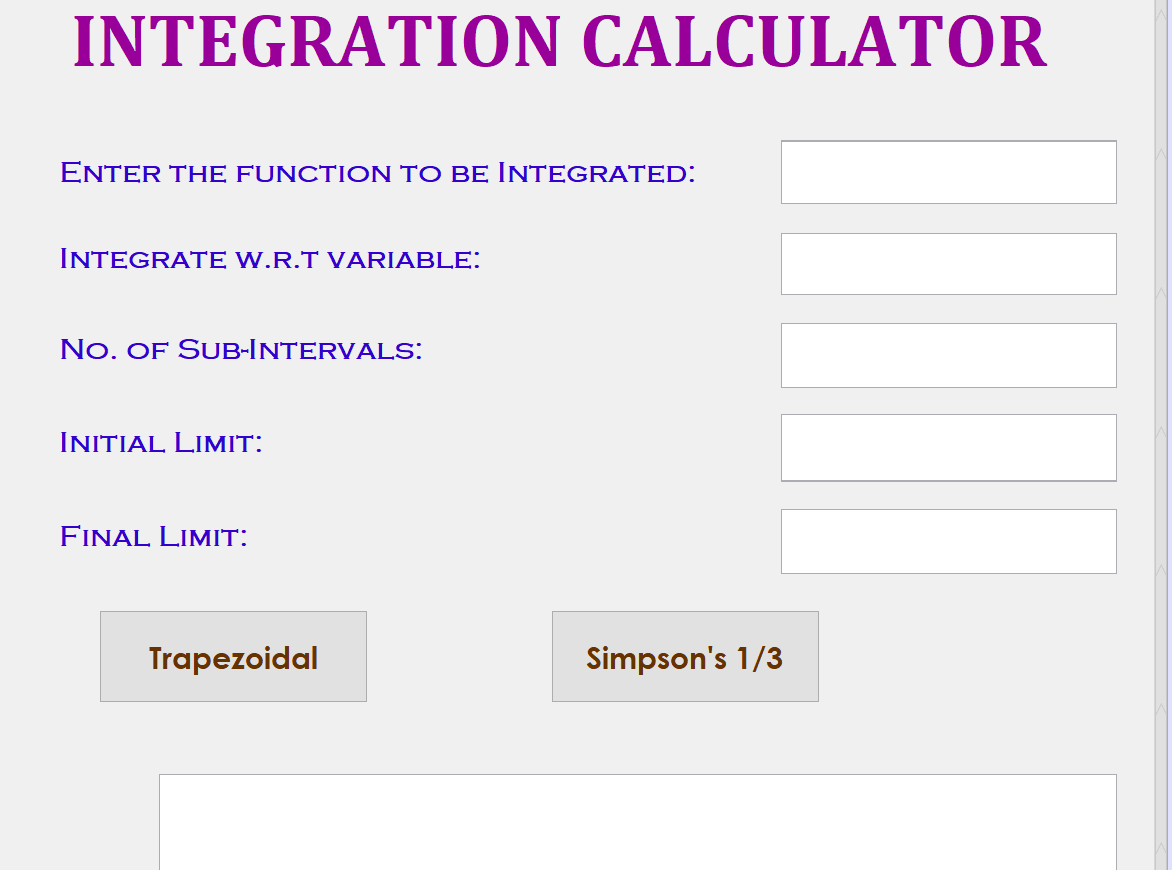 INTEGRATION CALCULATOR
Enter the function to be Integrated:
Integrate w.r.t variable:
No. of Sub-Intervals:
Initial Limit:
Final Limit:
Trapezoidal
Simpson's 1/3